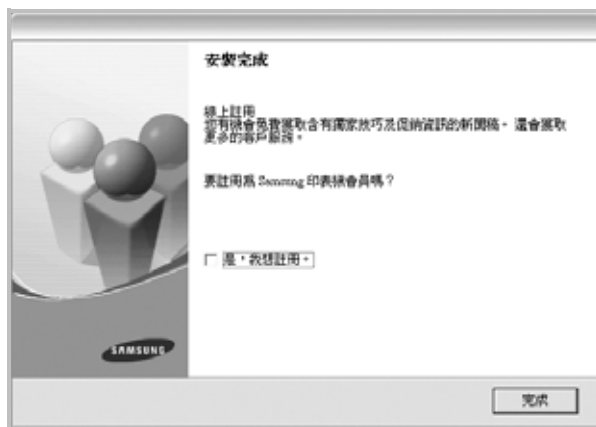 安裝完成
線上註冊
您有機會免費獲取含有獨家技巧及促銷資訊的新聞稿。 還會獲取
更多的客戶服務。
要註冊為 Samsung 印表機會員嗎？
是，我想註冊。
SAMSUNG
完成